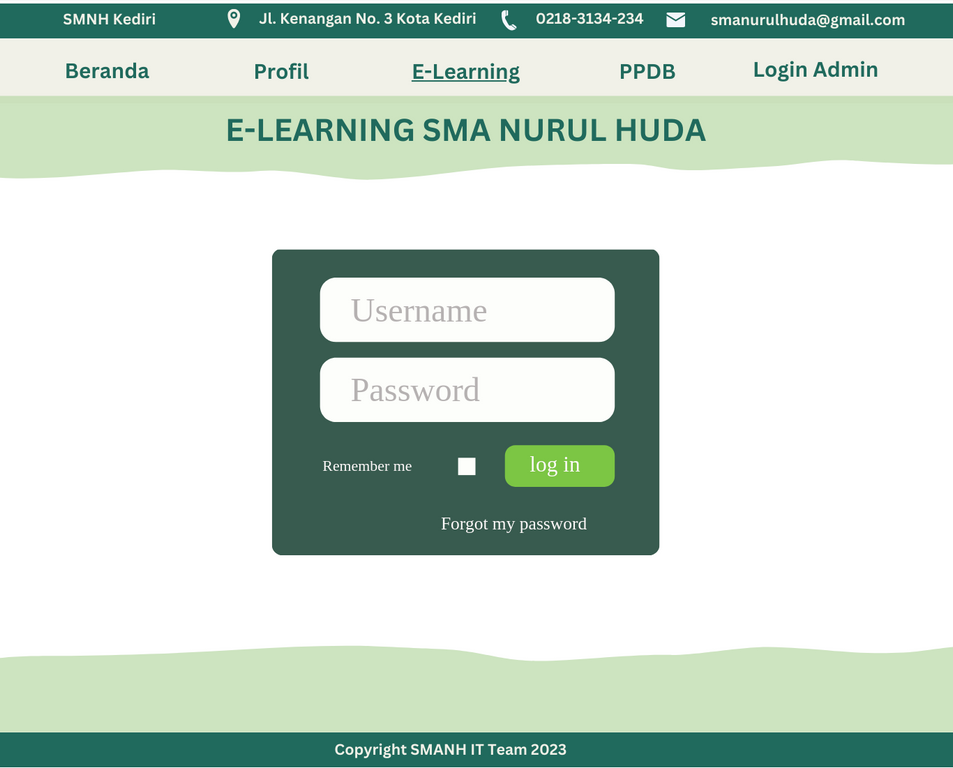 SMNH Kediri Jl. Kenangan No. 3 Kota Kediri 0218-3134-234 smanurulhuda@gmail.com
Beranda Profil E-Learning PPDB Login Admin
E-LEARNING SMA NURUL HUDA
Username
Password
Remember me log in
Forgot my password
Copyright SMANH IT Team 2023